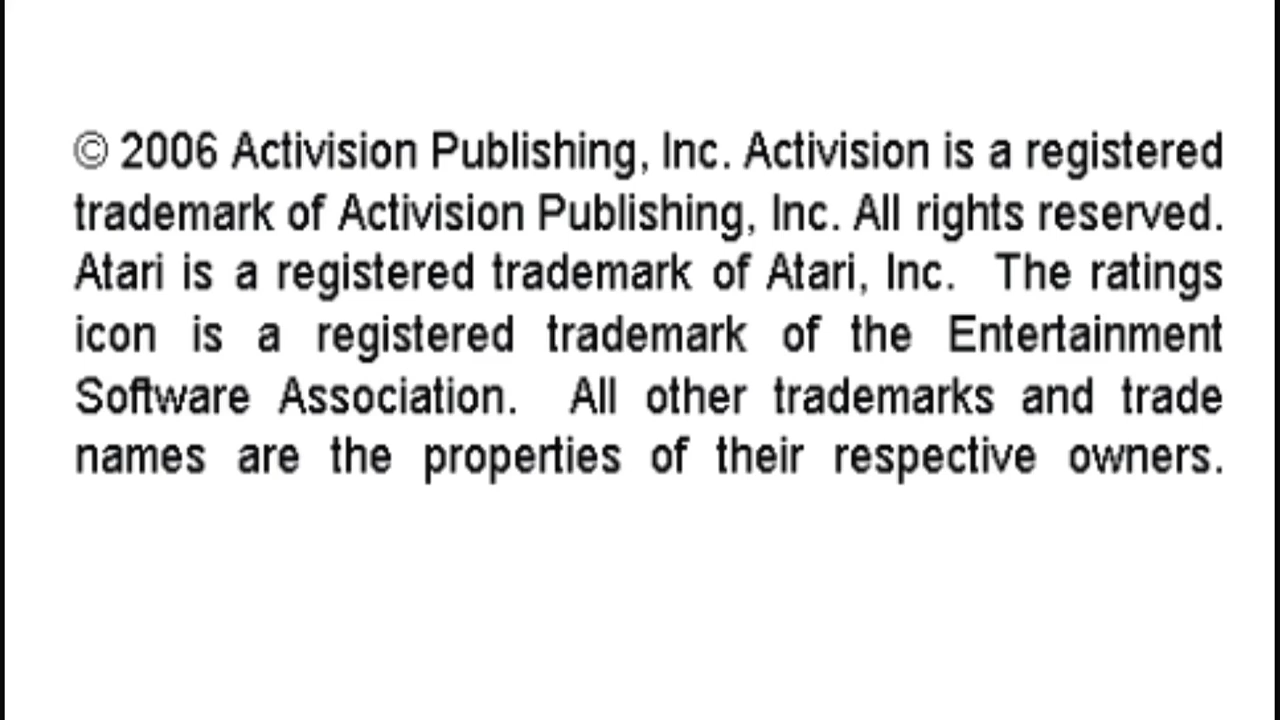 © 2006 Activision Publishing, Inc. Activision is a registered
trademark of Activision Publishing, Inc. All rights reserved.
Atari is a registered trademark of Atari, Inc.  The ratings
icon is a registered trademark of the Entertainment
Software Association.  All other trademarks and trade
names are the properties of their respective owners.